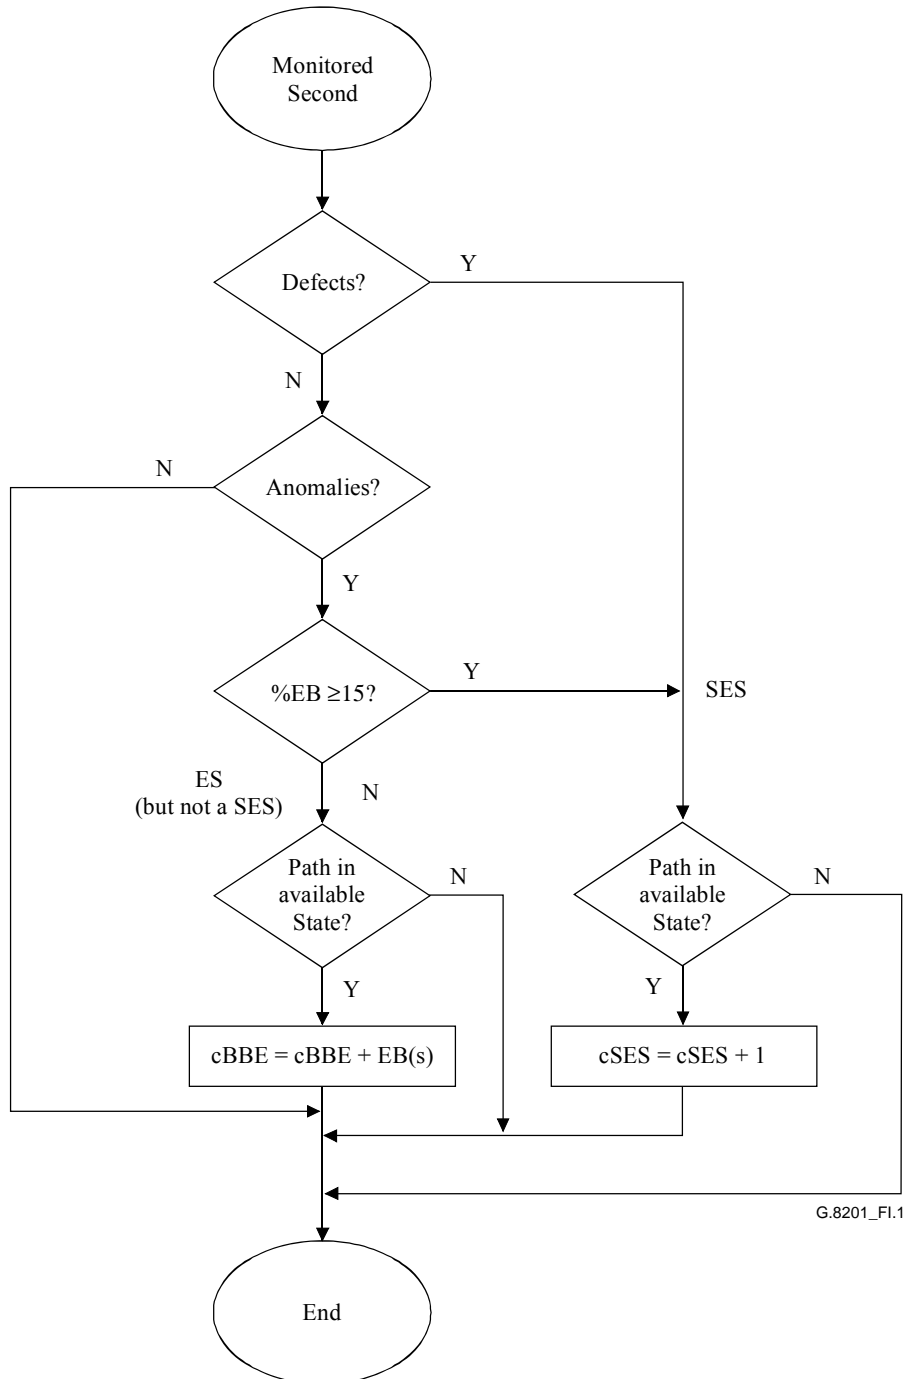 Monitored
Second
Defects?
Y
N
N
Anomalies?
Y
%EB ≥15?
Y
SES
ES
(but not a SES)
N
Path in
available
State?
N
Path in
available
State?
N
Y
Y
cBBE = cBBE + EB(s)
cSES = cSES + 1
G.8201_FI.1
End